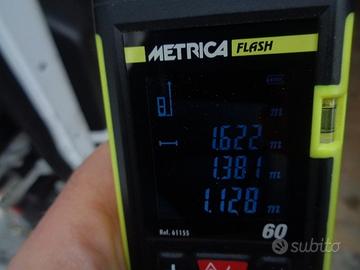 METRICA FLASH
1.622 m
1.381 m
1.128 m
Ref. 61155
60
subito